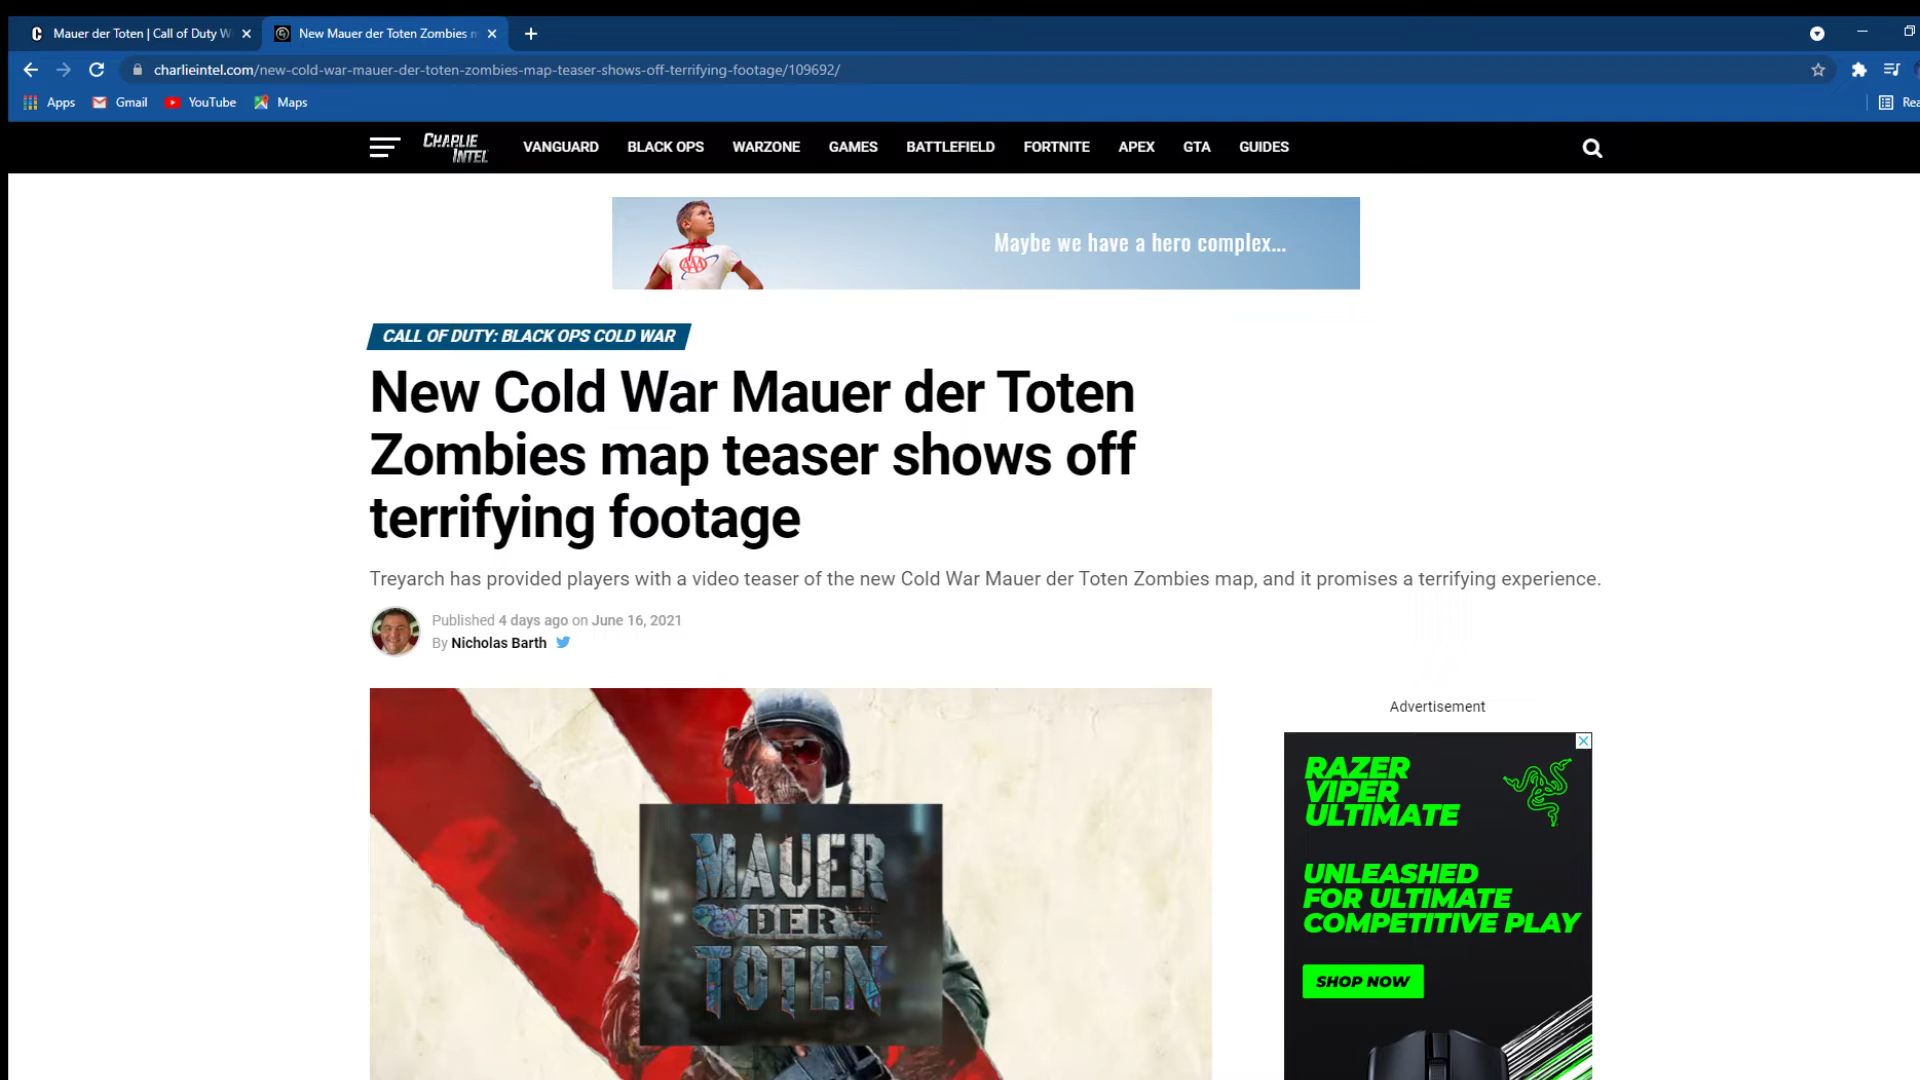 Mauer der Toten | Call of Duty W
New Mauer der Toten Zombies m
charlieintel.com/new-cold-war-mauer-der-toten-zombies-map-teaser-shows-off-terrifying-footage/109692/
Apps
Gmail
YouTube
Maps
Rea
CHARLIE
INTEL
VANGUARD
BLACK OPS
WARZONE
GAMES
BATTLEFIELD
FORTNITE
APEX
GTA
GUIDES
AAA
Maybe we have a hero complex...
CALL OF DUTY: BLACK OPS COLD WAR
New Cold War Mauer der Toten
Zombies map teaser shows off
terrifying footage
Treyarch has provided players with a video teaser of the new Cold War Mauer der Toten Zombies map, and it promises a terrifying experience.
Published 4 days ago on June 16, 2021
By Nicholas Barth
MAUER
DER
TOTEN
Advertisement
RAZER
VIPER
ULTIMATE
UNLEASHED
FOR ULTIMATE
COMPETITIVE PLAY
SHOP NOW